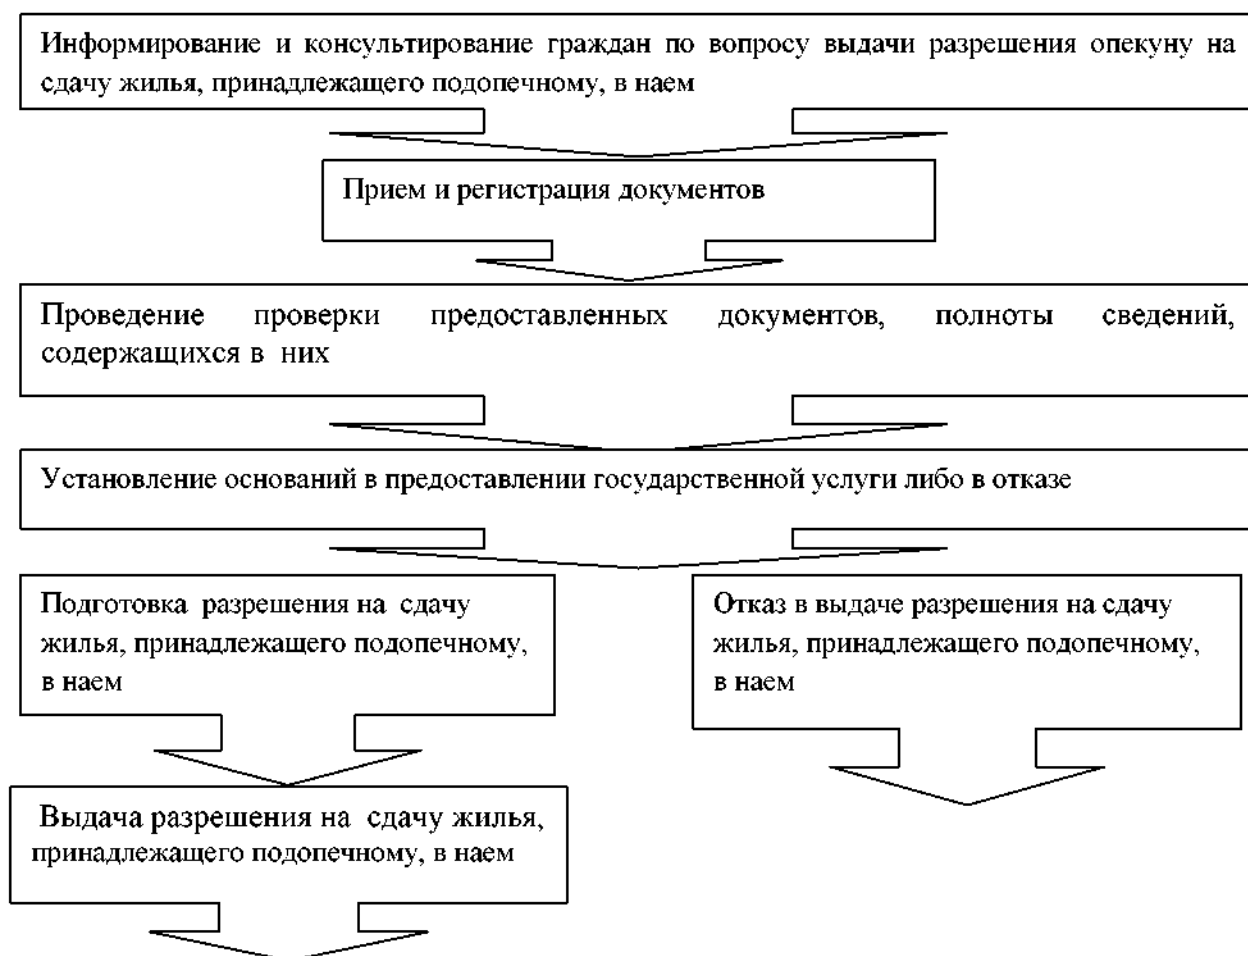 Информирование и консультирование граждан по вопросу выдачи разрешения опекуну на
сдачу жилья, принадлежащего подопечному, в наем
Прием и регистрация документов
Проведение проверки предоставленных документов, полноты сведений,
содержащихся в них
Установление оснований в предоставлении государственной услуги либо в отказе
Подготовка разрешения на сдачу
жилья, принадлежащего подопечному,
в наем
Отказ в выдаче разрешения на сдачу
жилья, принадлежащего подопечному,
в наем
Выдача разрешения на сдачу жилья,
принадлежащего подопечному, в наем